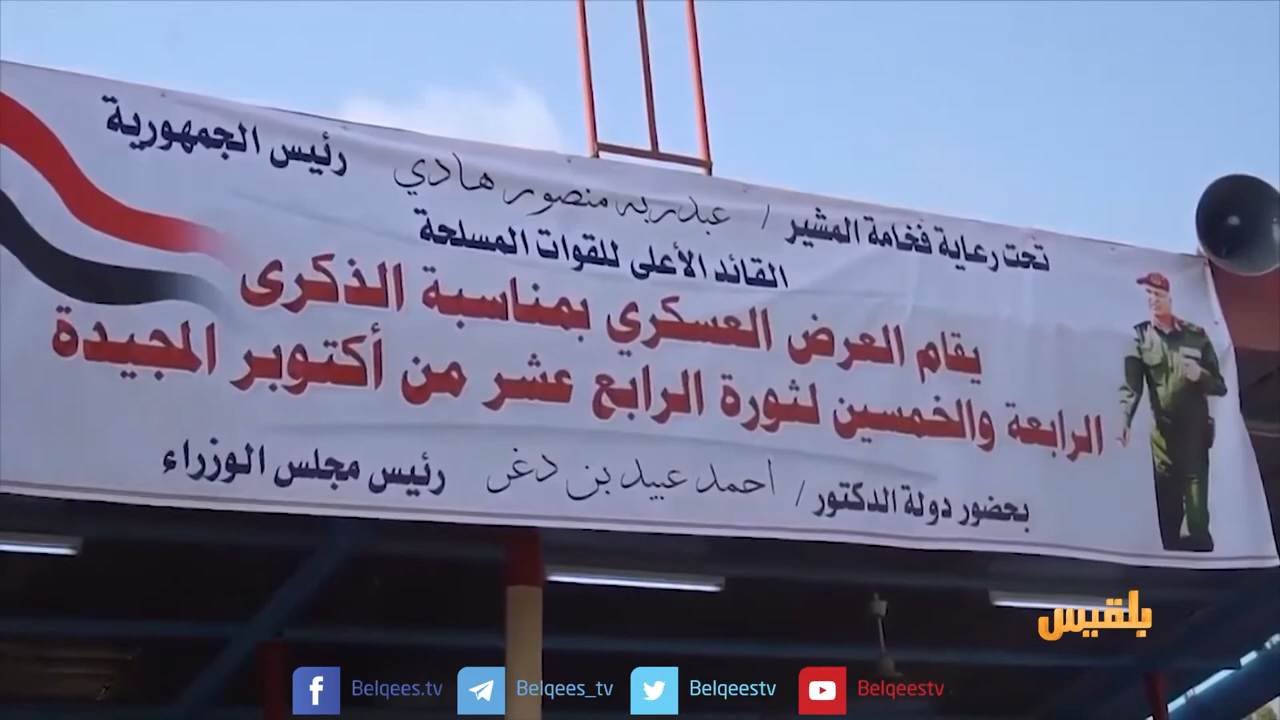 تحت رعاية فخامة المشير / عبدربه منصور هادي رئيس الجمهورية
القائد الأعلى للقوات المسلحة
يقام العرض العسكري بمناسبة الذكرى
الرابعة والخمسين لثورة الرابع عشر من أكتوبر المجيدة
بحضور دولة الدكتور / احمد عبيد بن دغر رئيس مجلس الوزراء
بلقيس
Belqees.tv Belqees_tv Belqeestv Belqeestv